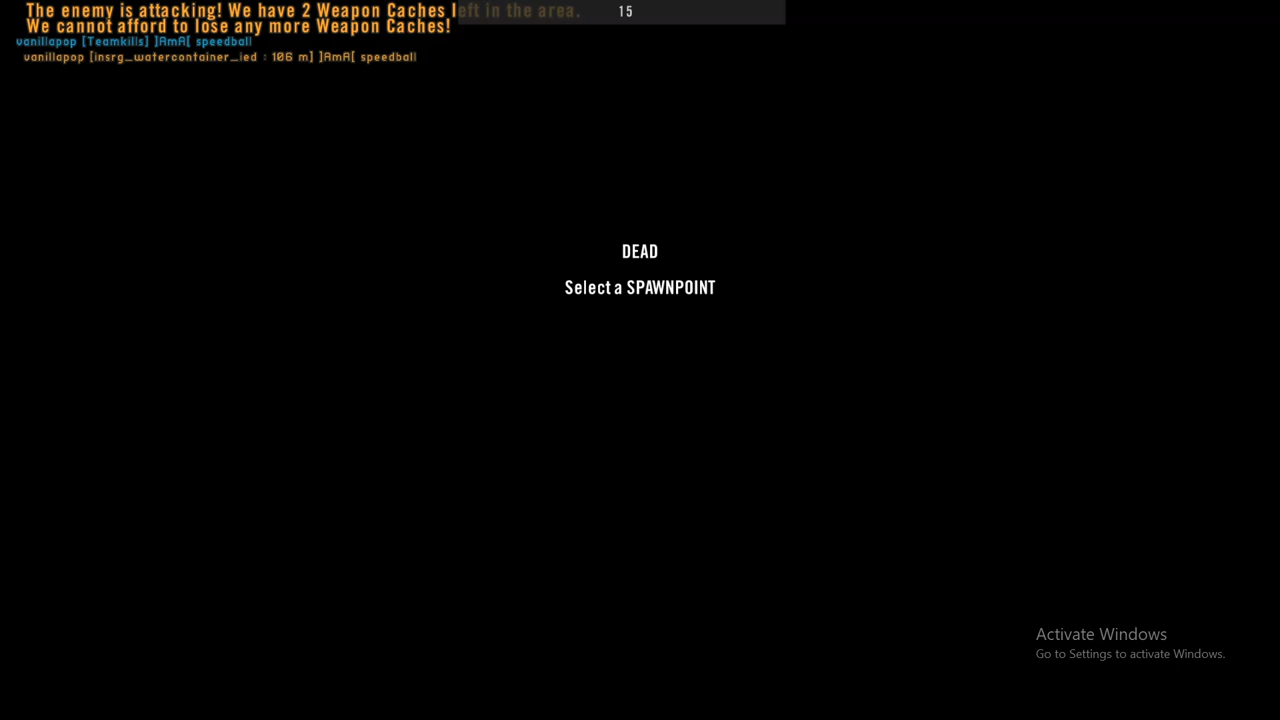 The enemy is attacking! We have 2 Weapon Caches left in the area.
15
We cannot afford to lose any more Weapon Caches!
vanillapop [Teamkills] ]AmA[ speedball
vanillapop [insrg_watercontainer_ied : 106 m] ]AmA[ speedball
DEAD
Select a SPAWNPOINT
Activate Windows
Go to Settings to activate Windows.